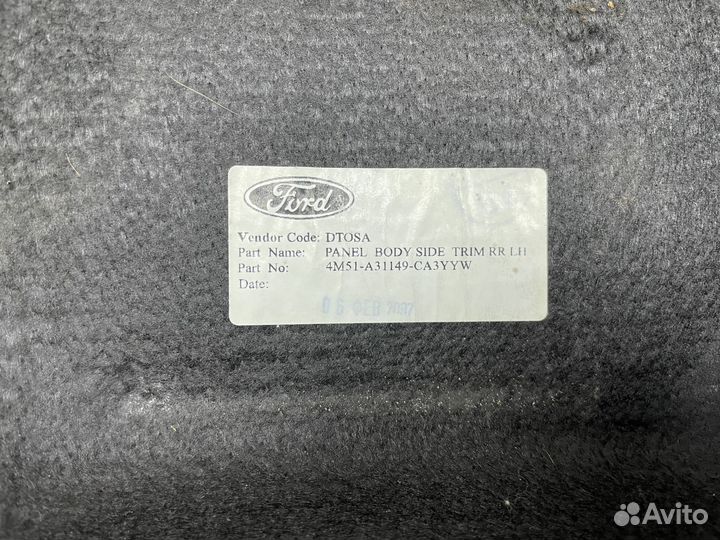 Ford
Vendor Code: DTOSA
Part Name: PANEL BODY SIDE TRIM RR LH
Part No: 4M51-A31149-CA3YYW
Date:
06 ФЕВ 2007
Avito